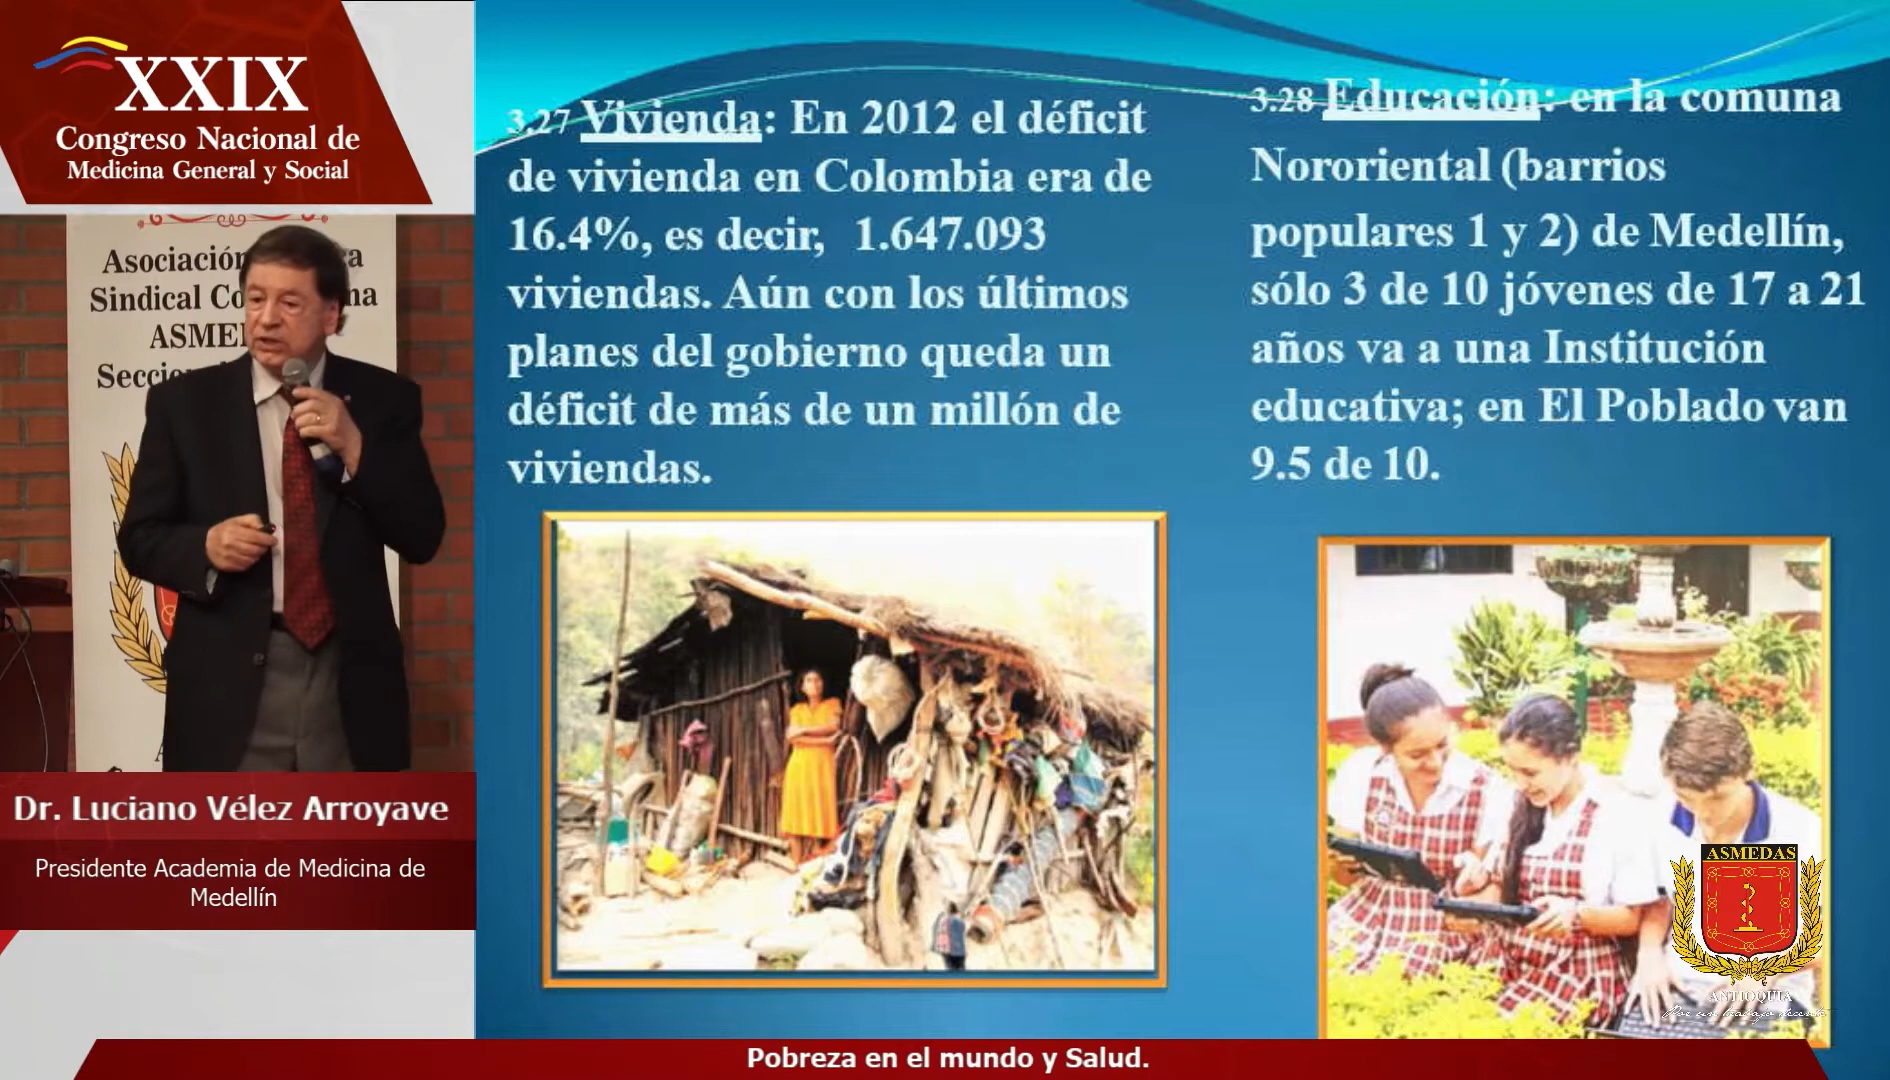 XXIX
Congreso Nacional de
Medicina General y Social
Asociación
Sindical
Dr. Luciano Vélez Arroyave
Presidente Academia de Medicina de
Medellín
3.27 Vivienda: En 2012 el déficit
de vivienda en Colombia era de
16.4%, es decir, 1.647.093
viviendas. Aún con los últimos
planes del gobierno queda un
déficit de más de un millón de
viviendas.
3.28 Educación: en la comuna
Nororiental (barrios
populares 1 y 2) de Medellín,
sólo 3 de 10 jóvenes de 17 a 21
años va a una Institución
educativa; en El Poblado van
9.5 de 10.
ASMEDAS
ANTIOQUIA
Por un trabajo decente
Pobreza en el mundo y Salud.